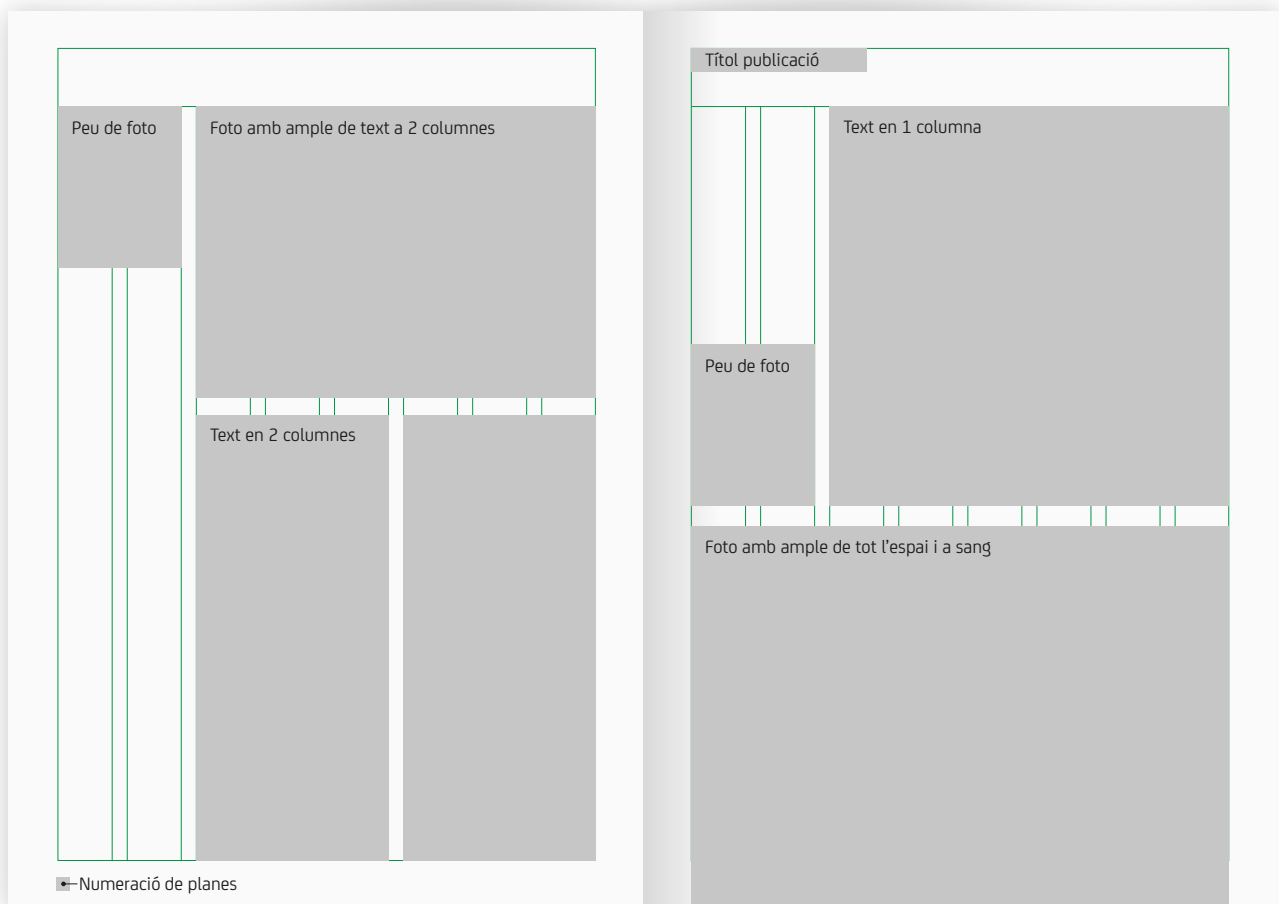 Peu de foto
Foto amb ample de text a 2 columnes
Text en 2 columnes
Numeració de planes
Títol publicació
Text en 1 columna
Peu de foto
Foto amb ample de tot l’espai i a sang